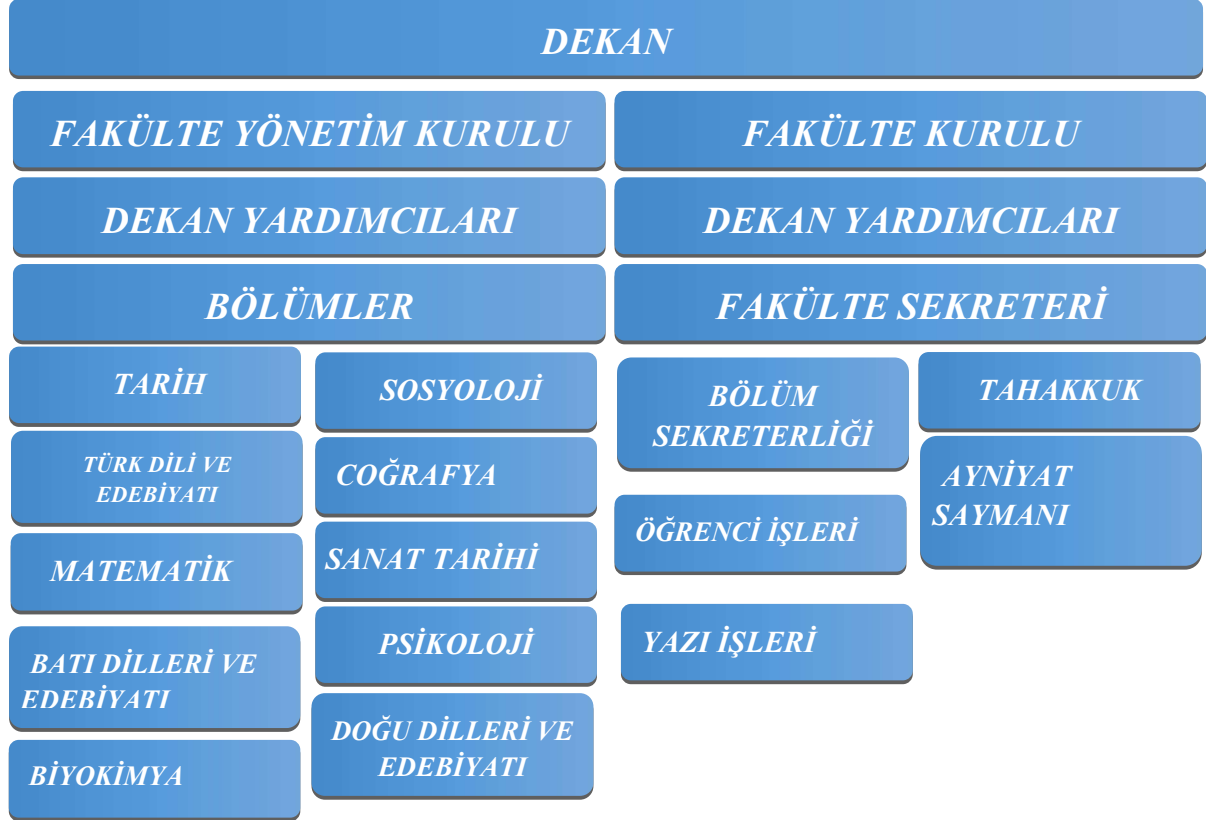 DEKAN
FAKÜLTE YÖNETİM KURULU
FAKÜLTE KURULU
DEKAN YARDIMCILARI
DEKAN YARDIMCILARI
BÖLÜMLER
FAKÜLTE SEKRETERİ
TARİH
TÜRK DİLİ VE
EDEBİYATI
MATEMATİK
BATI DİLLERİ VE
EDEBİYATI
BİYOKİMYA
SOSYOLOJİ
COĞRAFYA
SANAT TARİHİ
PSİKOLOJİ
DOĞU DİLLERİ VE
EDEBİYATI
BÖLÜM
SEKRETERLİĞİ
ÖĞRENCİ İŞLERİ
YAZI İŞLERİ
TAHAKKUK
AYNİYAT
SAYMANI